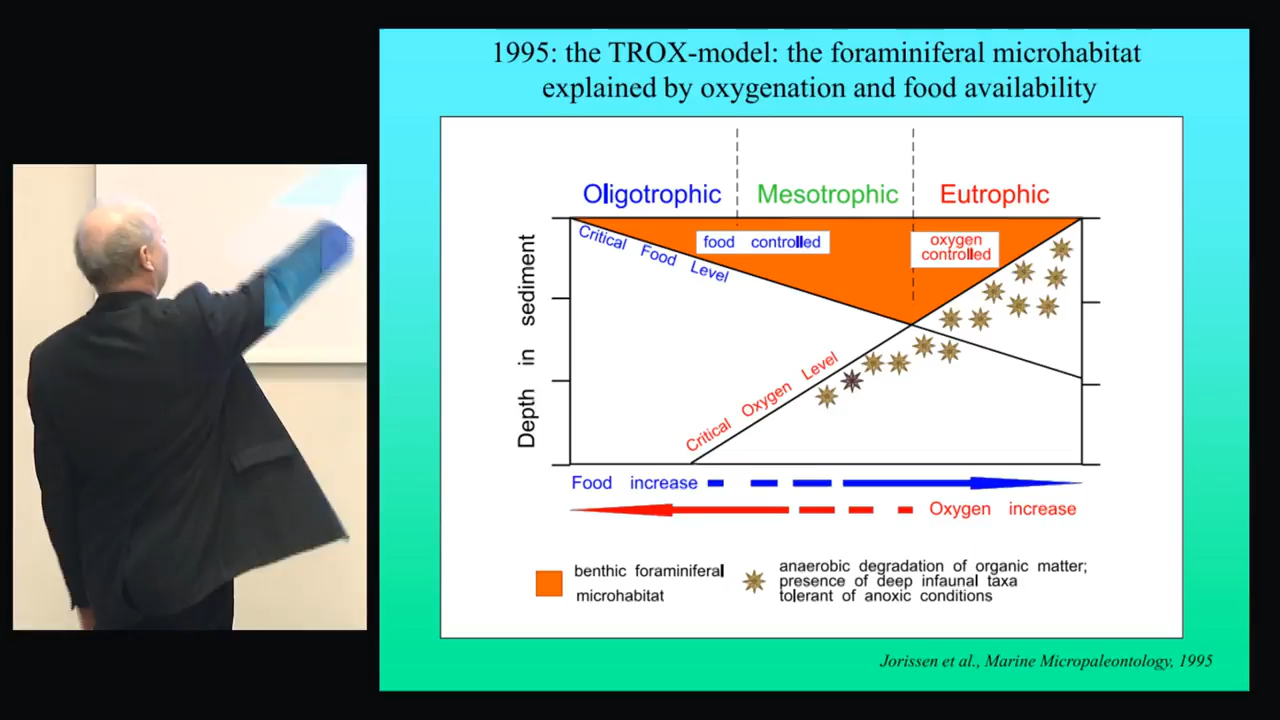 1995: the TROX-model: the foraminiferal microhabitat
explained by oxygenation and food availability
Oligotrophic
Mesotrophic
Eutrophic
Critical Food Level
food controlled
oxygen
controlled
Depth in sediment
Critical Oxygen Level
Food increase
Oxygen increase
benthic foraminiferal
microhabitat
anaerobic degradation of organic matter;
presence of deep infaunal taxa
tolerant of anoxic conditions
Jorissen et al., Marine Micropaleontology, 1995